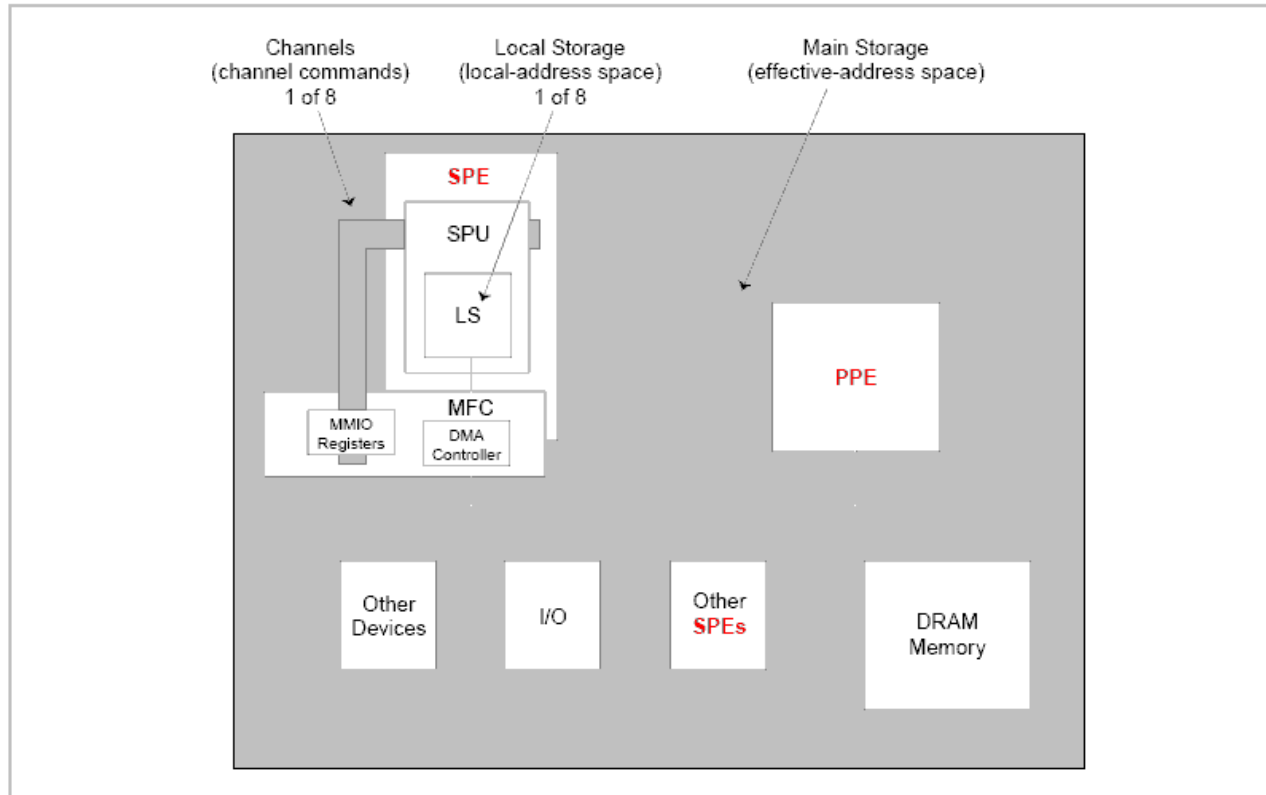 Channels
(channel commands)
1 of 8
Local Storage
(local-address space)
1 of 8
Main Storage
(effective-address space)
SPE
SPU
LS
MFC
MMIO
Registers
DMA
Controller
PPE
Other
Devices
I/O
Other
SPEs
DRAM
Memory